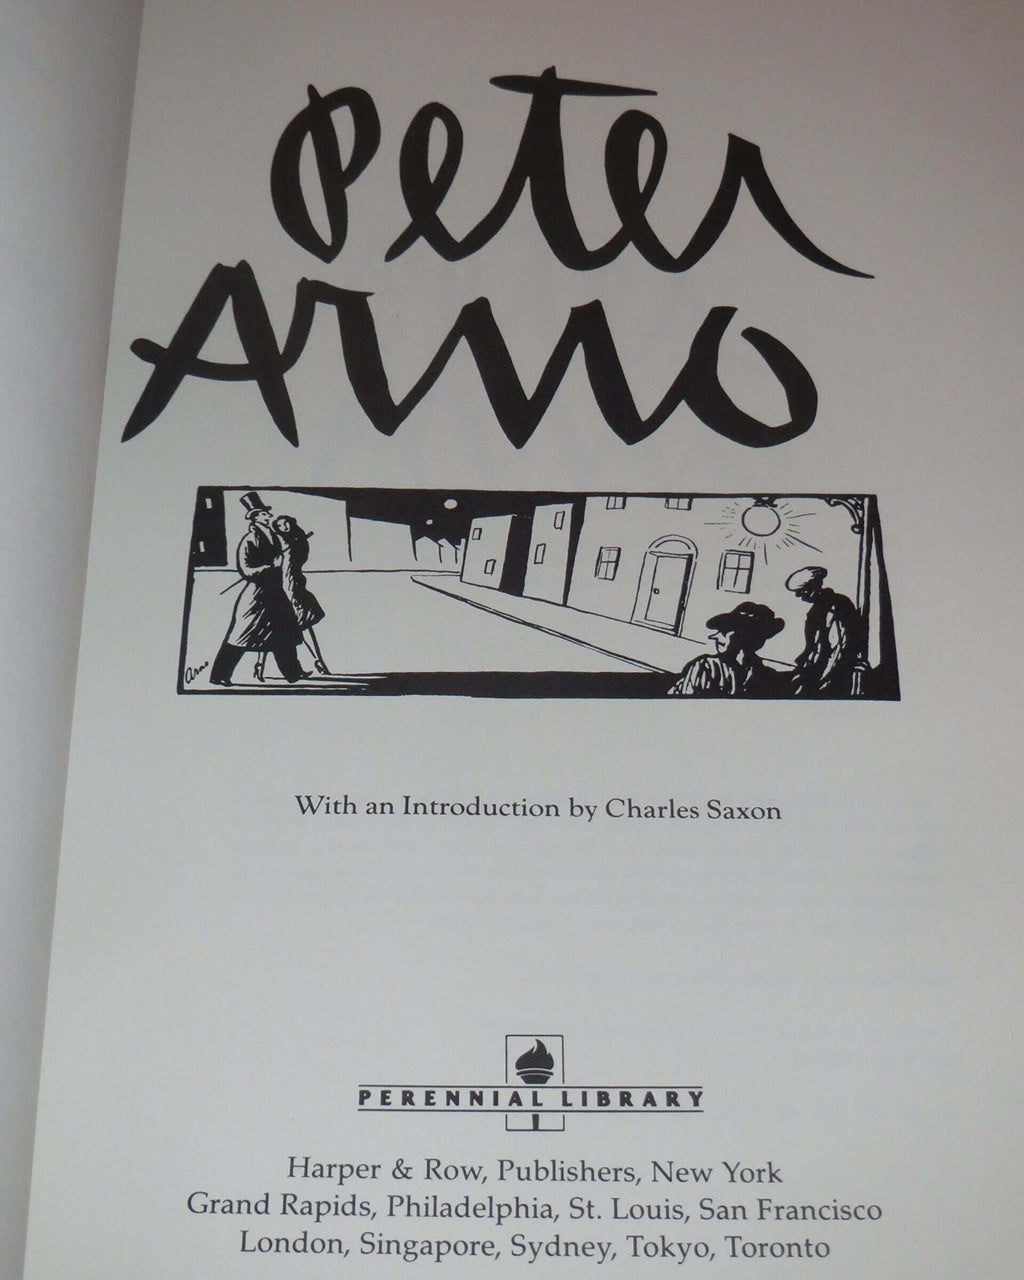 Peter
Arno
Arno
With an Introduction by Charles Saxon
PERENNIAL LIBRARY
Harper & Row, Publishers, New York
Grand Rapids, Philadelphia, St. Louis, San Francisco
London, Singapore, Sydney, Tokyo, Toronto